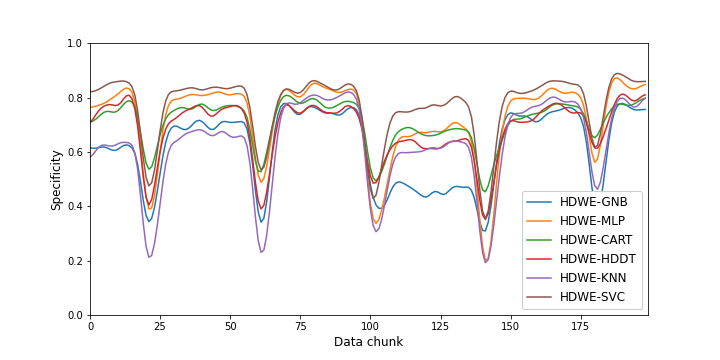 1.0
0.8
0.6
0.4
0.2
0.0
Specificity
0
25
50
75
100
125
150
175
Data chunk
HDWE-GNB
HDWE-MLP
HDWE-CART
HDWE-HDDT
HDWE-KNN
HDWE-SVC